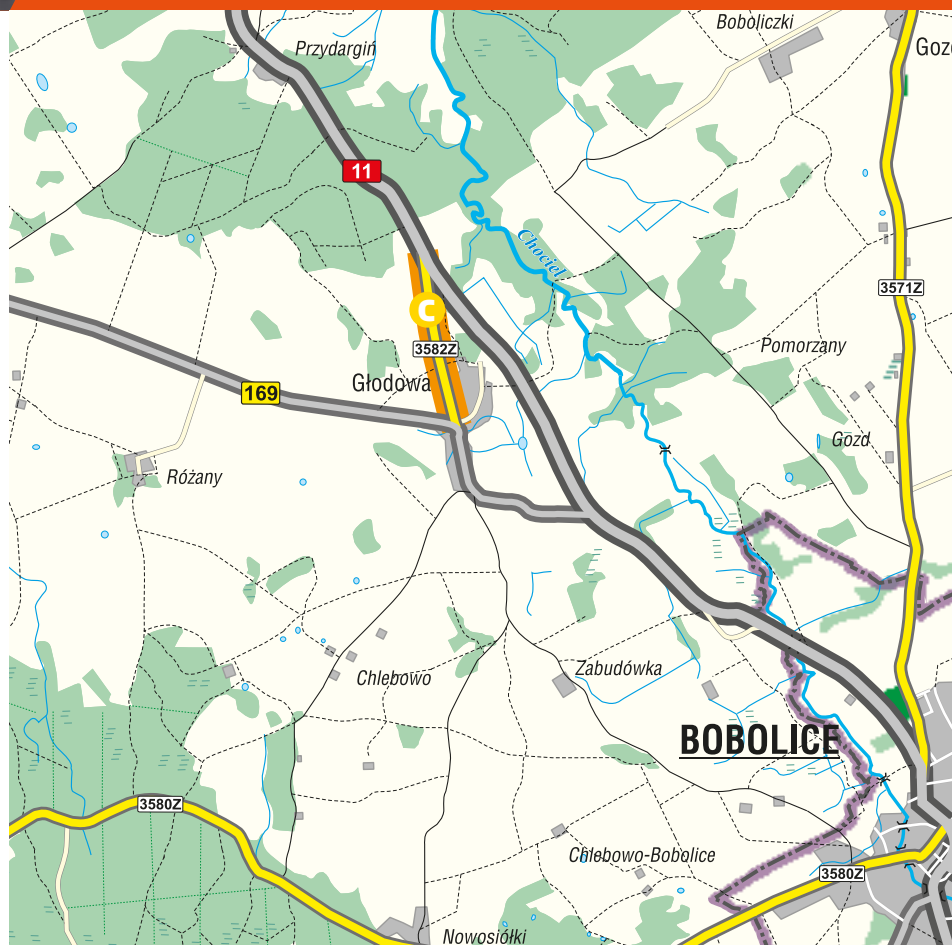 Boboliczki
Przydargiń
Gozd
11
Chociel
3571Z
C
3582Z
Pomorzany
Głodowa
169
Gozd
Różany
Chlebowo
Zabudówka
BOBOLICE
3580Z
Chlebowo-Bobolice
3580Z
Nowosiółki